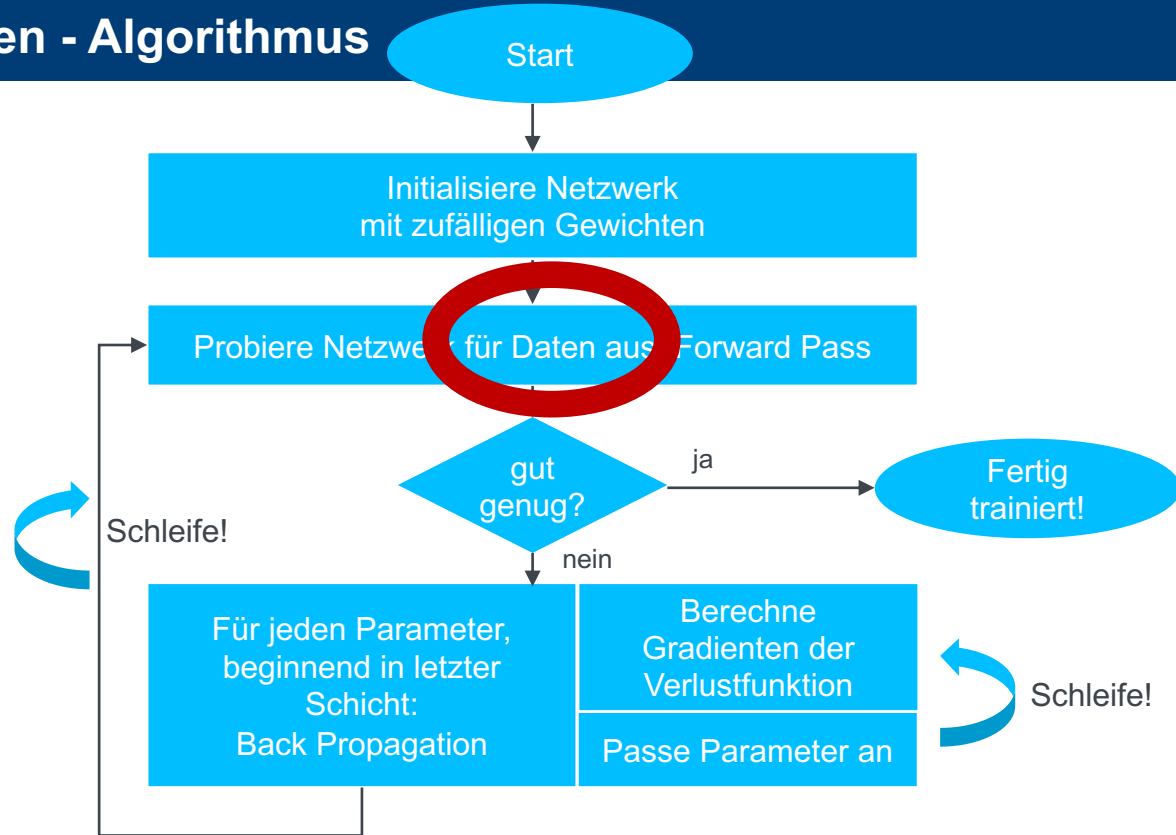 en - Algorithmus
Start
Initialisiere Netzwerk
mit zufälligen Gewichten
Probiere für Daten aus Forward Pass
gut
genug?
ja
Fertig
trainiert!
Schleife!
nein
Für jeden Parameter,
beginnend in letzter
Schicht:
Back Propagation
Berechne
Gradienten der
Verlustfunktion
Passe Parameter an
Schleife!